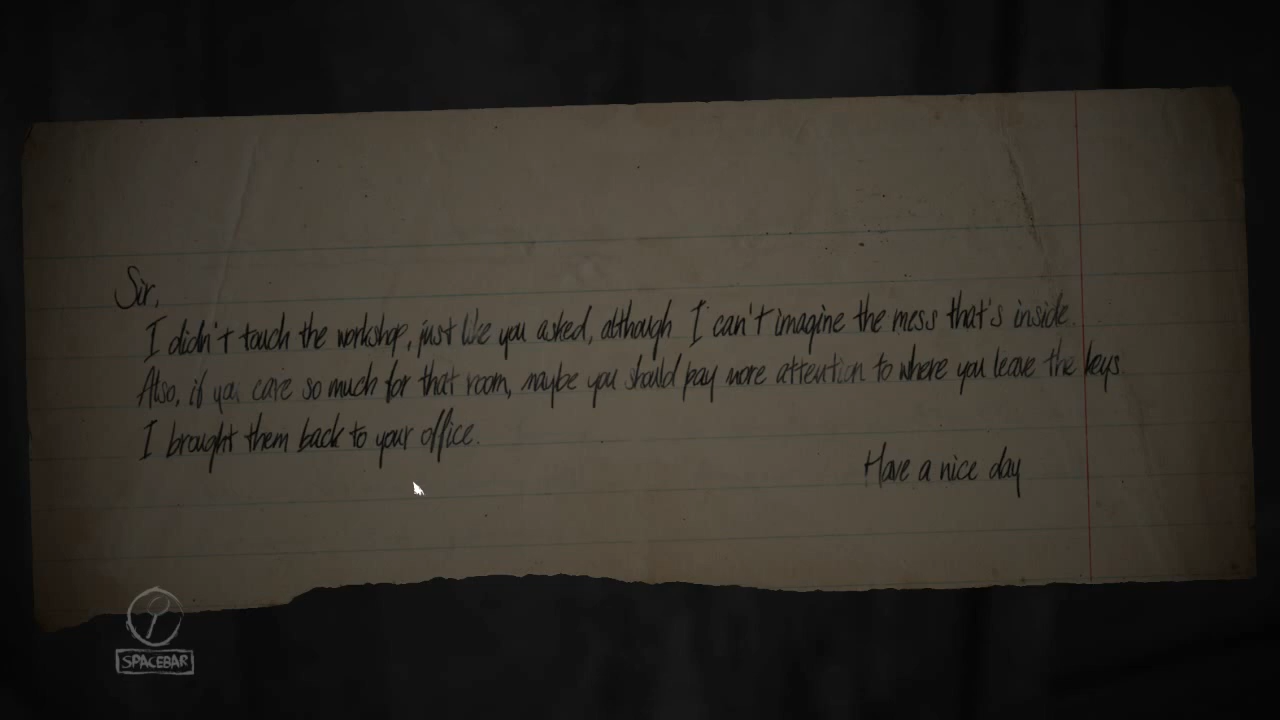 Sir,
I didn't touch the workshop, just like you asked, although I can't imagine the mess that's inside.
Also, if you care so much for that room, maybe you should pay more attention to where you leave the keys
I brought them back to your office.
Have a nice day
SPACEBAR